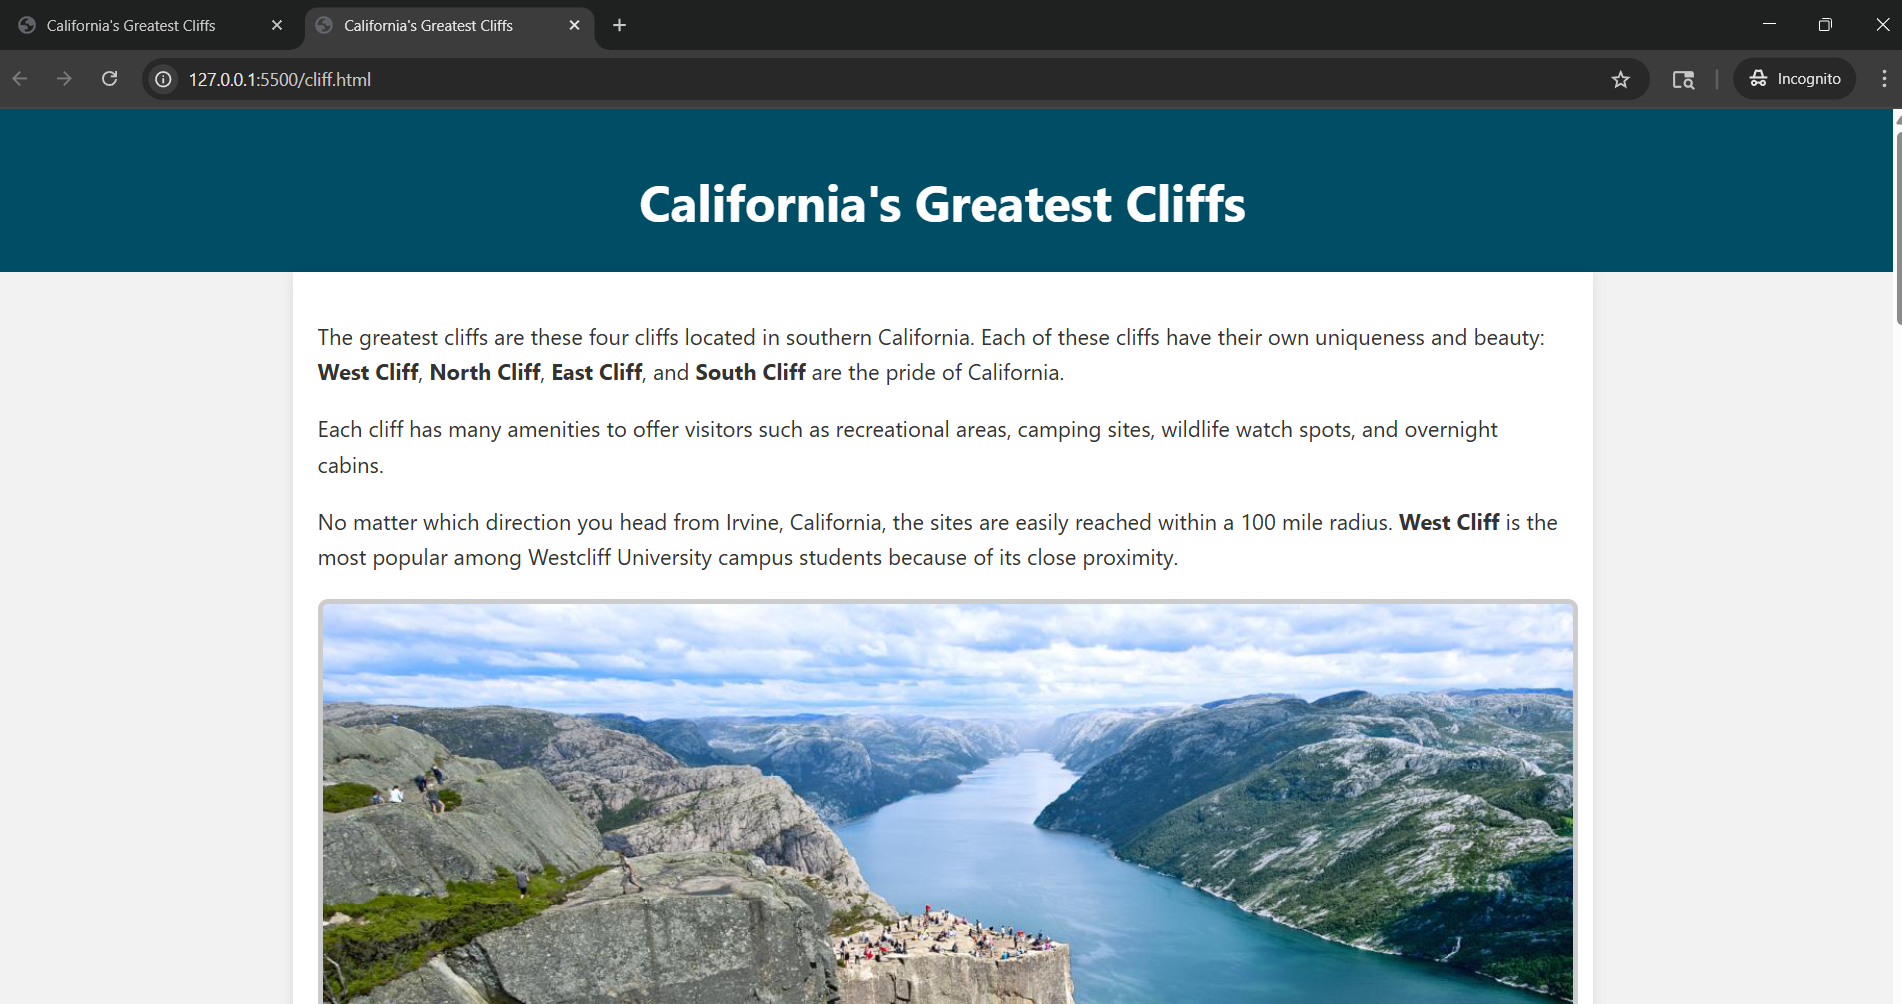 California's Greatest Cliffs
California's Greatest Cliffs
127.0.0.1:5500/cliff.html
Incognito
California's Greatest Cliffs
The greatest cliffs are these four cliffs located in southern California. Each of these cliffs have their own uniqueness and beauty:
West Cliff, North Cliff, East Cliff, and South Cliff are the pride of California.
Each cliff has many amenities to offer visitors such as recreational areas, camping sites, wildlife watch spots, and overnight
cabins.
No matter which direction you head from Irvine, California, the sites are easily reached within a 100 mile radius. West Cliff is the
most popular among Westcliff University campus students because of its close proximity.